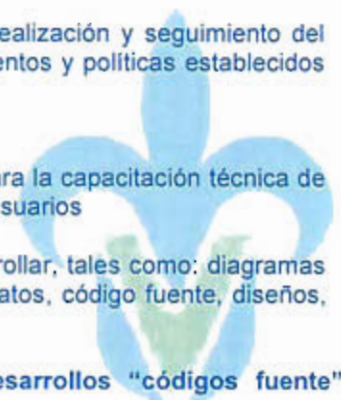 ealización y seguimiento del
entos y políticas establecidos
ra la capacitación técnica de
suarios
rollar, tales como: diagramas
atos, código fuente, diseños,
esarrollos “códigos fuente”